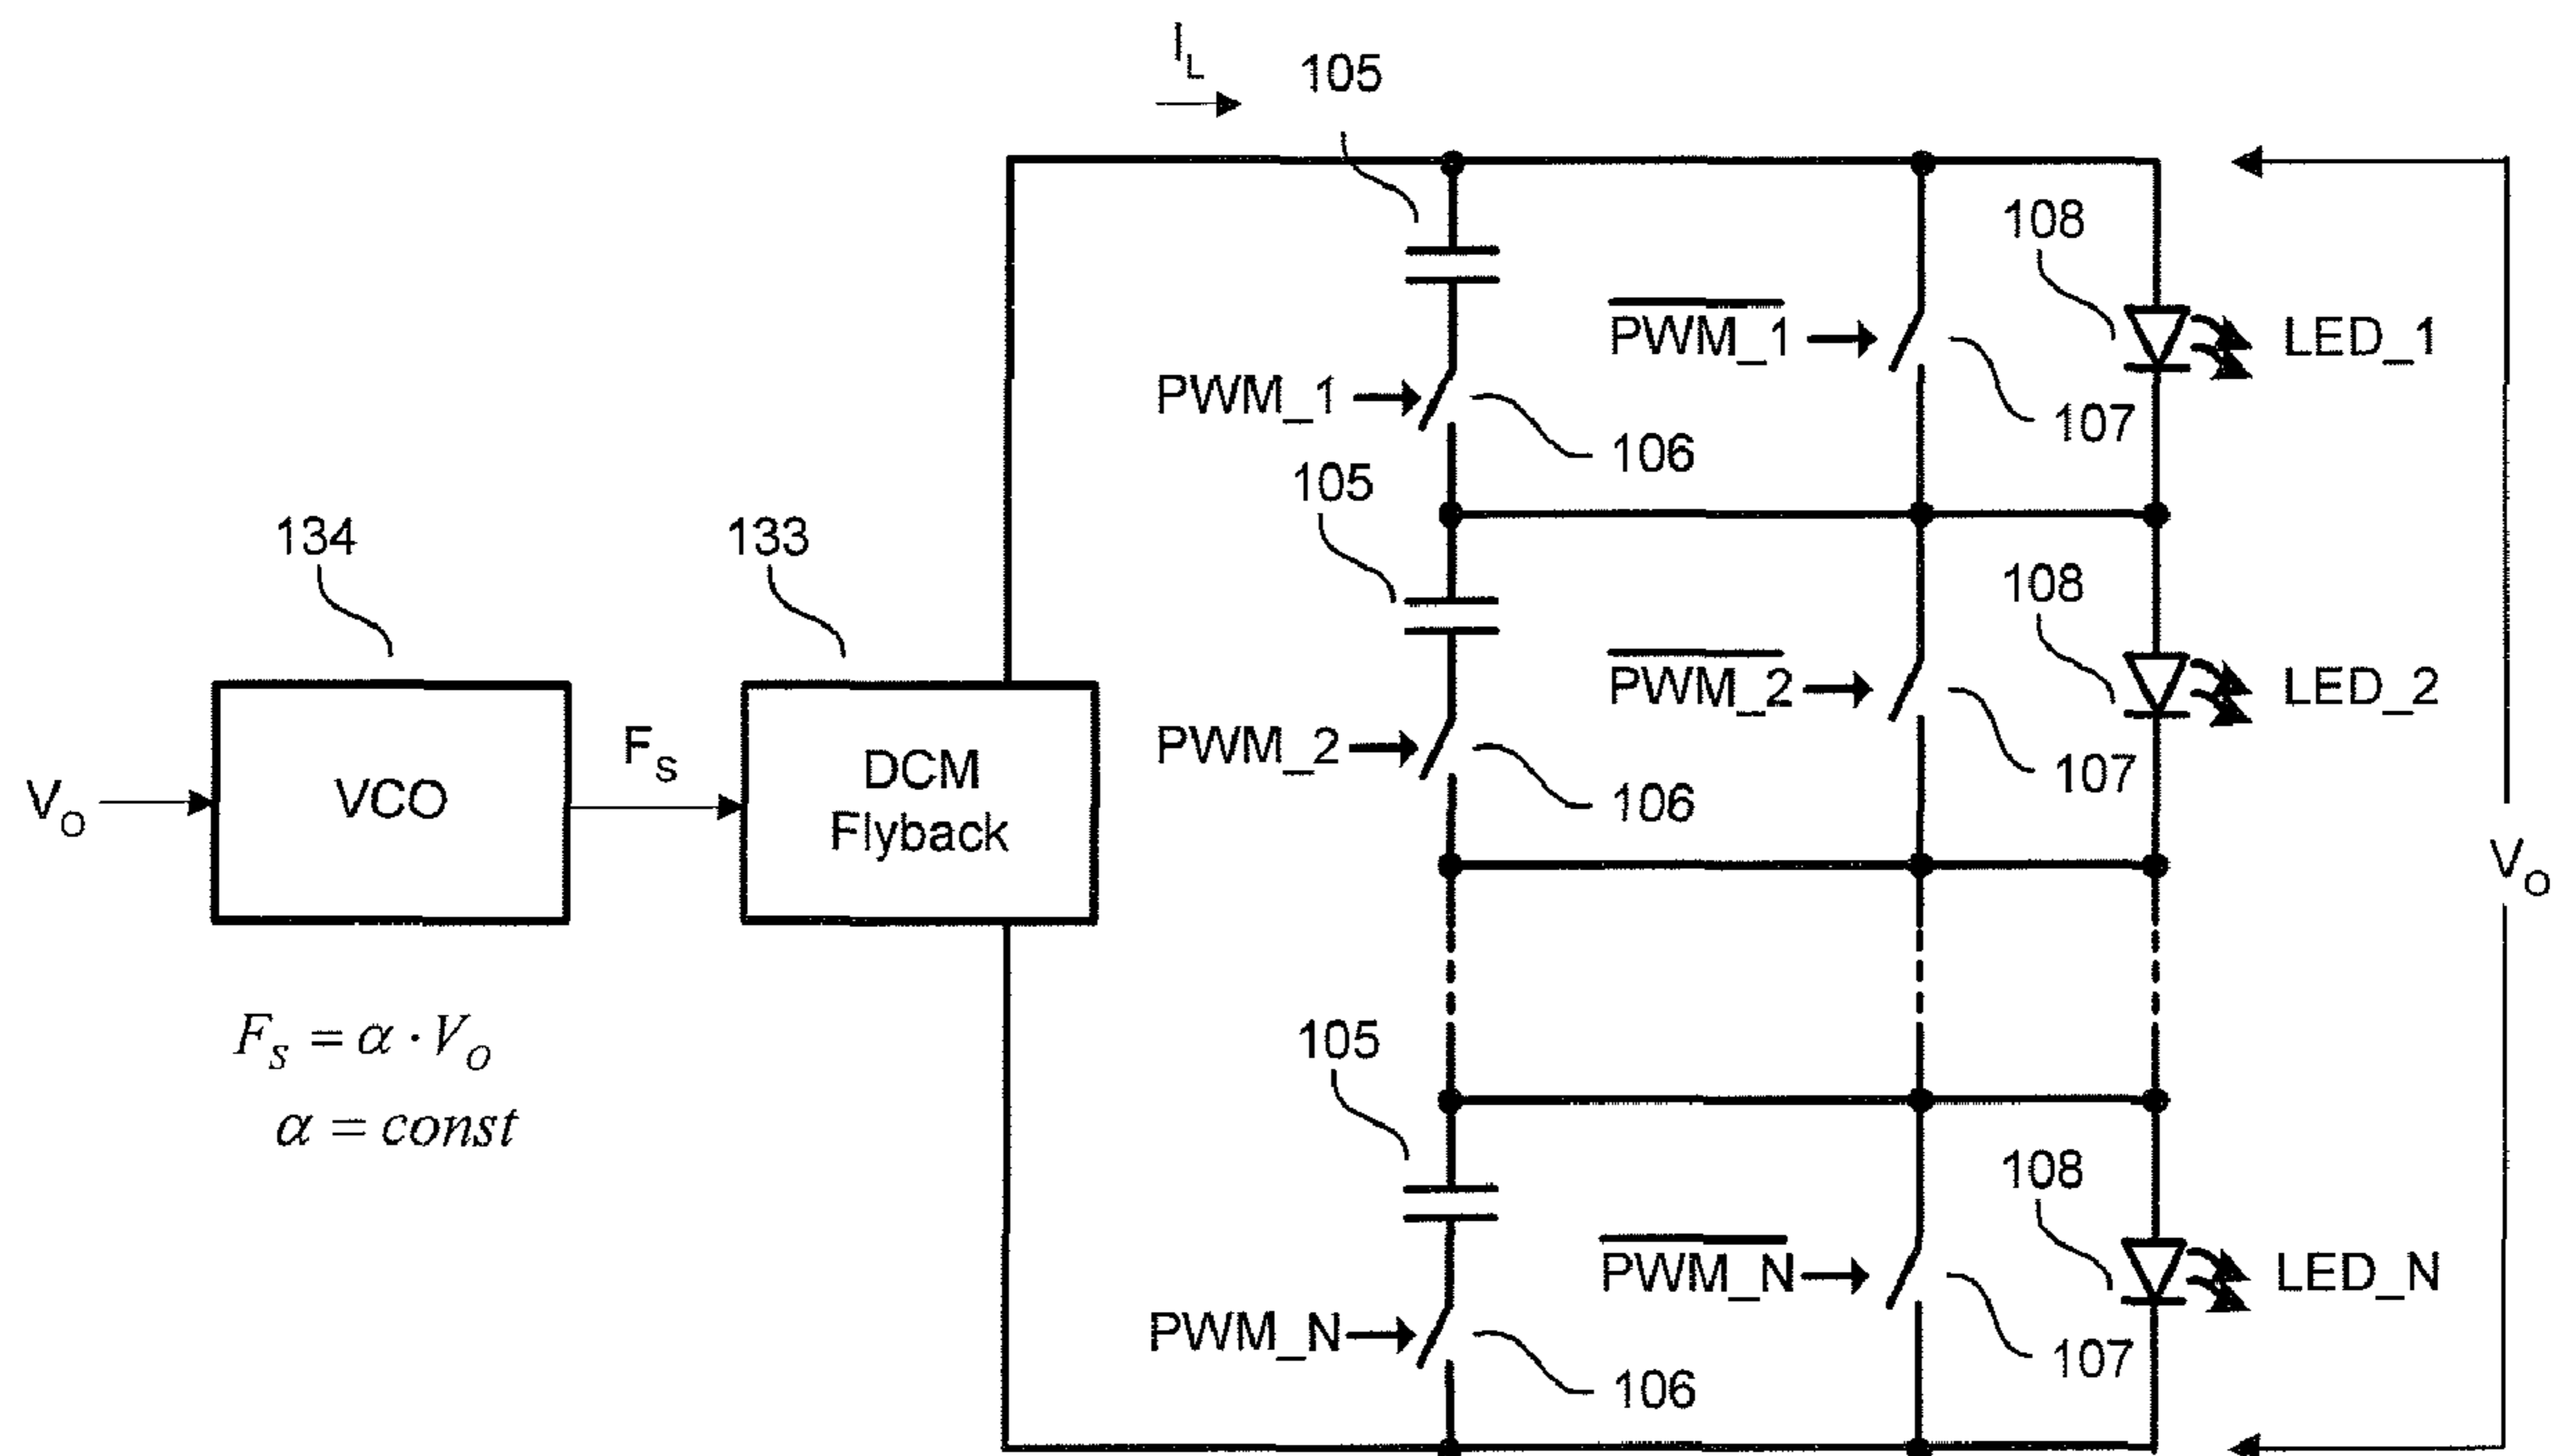 I_L
105
108
PWM_1
LED_1
PWM_1
107
106
105
134
133
108
PWM_2
LED_2
F_S
DCM
Flyback
PWM_2
107
V_O
VCO
106
V_O
F_S = α · V_O
α = const
105
108
PWM_N
LED_N
PWM_N
107
106